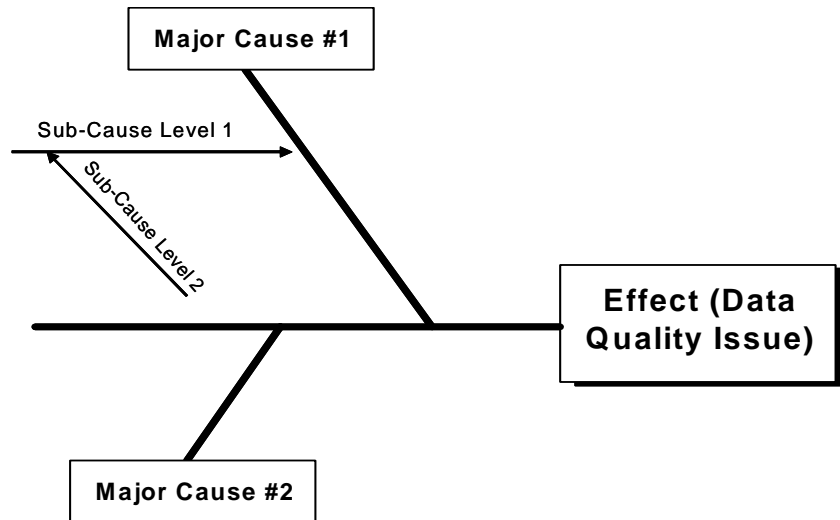 Major Cause #1
Sub-Cause Level 1
Sub-Cause Level 2
Effect (Data
Quality Issue)
Major Cause #2